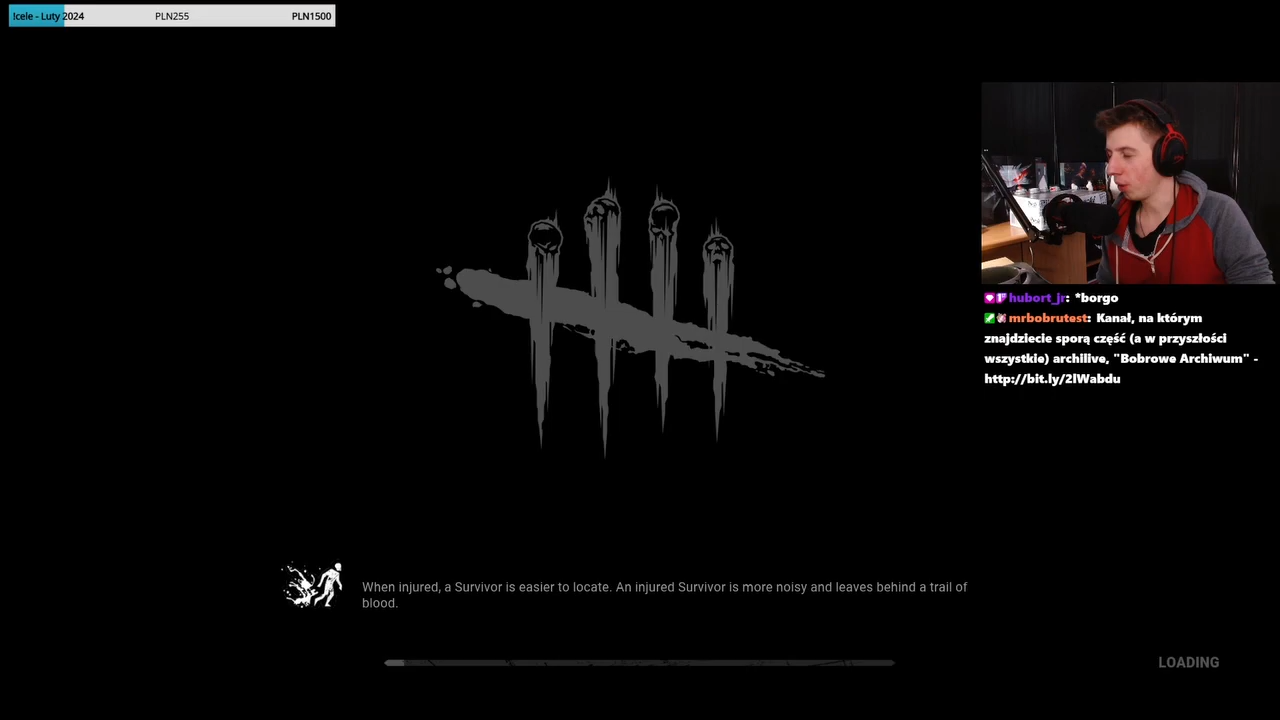 !cele - Luty 2024 PLN255 PLN1500
hubort_jr: *borgo
mrbobrutest: Kanał, na którym
znajdziecie sporą część (a w przyszłości
wszystkie) archilive, "Bobrowe Archiwum" -
http://bit.ly/2lWabdu
When injured, a Survivor is easier to locate. An injured Survivor is more noisy and leaves behind a trail of
blood.
LOADING